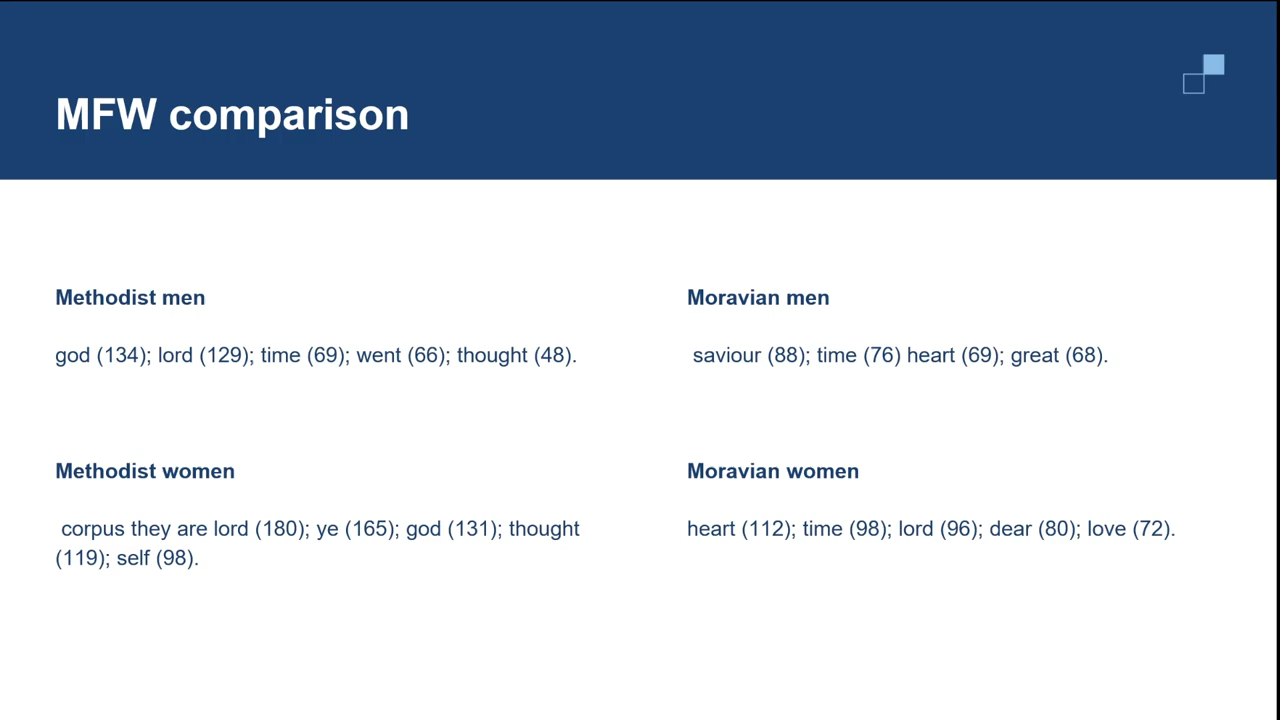 MFW comparison
Methodist men
god (134); lord (129); time (69); went (66); thought (48).
Moravian men
saviour (88); time (76) heart (69); great (68).
Methodist women
corpus they are lord (180); ye (165); god (131); thought
(119); self (98).
Moravian women
heart (112); time (98); lord (96); dear (80); love (72).